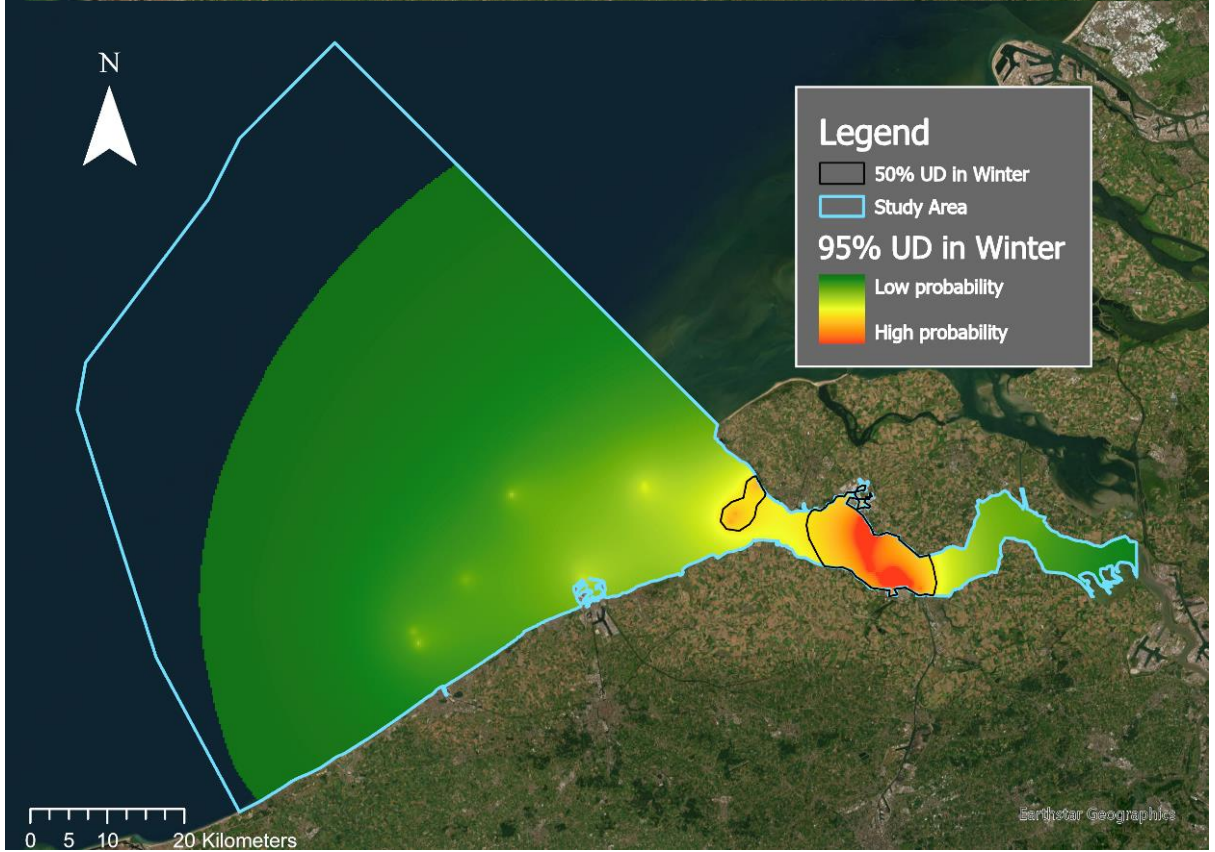 N
Legend
50% UD in Winter
Study Area
95% UD in Winter
Low probability
High probability
0 5 10 20 Kilometers
Earthstar Geographics